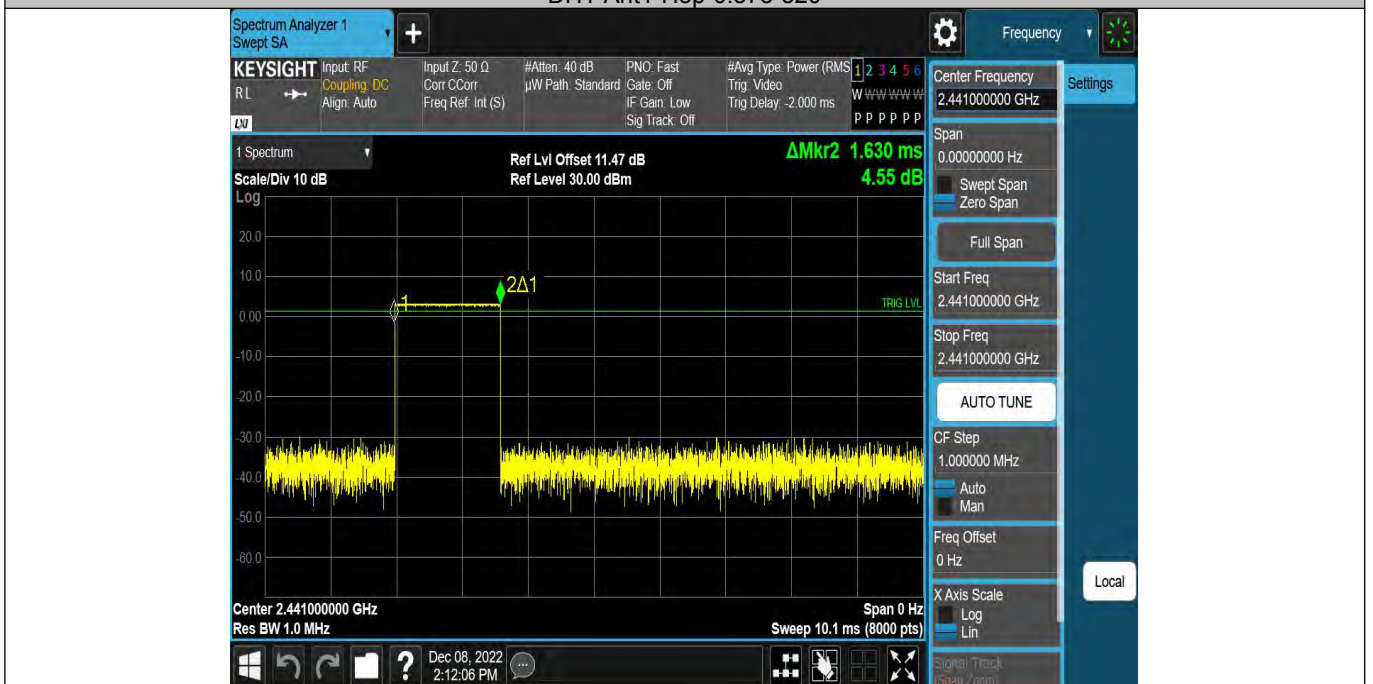 Spectrum Analyzer 1
Swept SA
+
Frequency
KEYSIGHT
RL
LXI
Input: RF
Coupling: DC
Align: Auto
Input Z: 50 Ω
Corr CCorr
Freq Ref: Int (S)
#Atten: 40 dB
µW Path: Standard
PNO: Fast
Gate: Off
IF Gain: Low
Sig Track: Off
#Avg Type: Power (RMS
Trig: Video
Trig Delay: -2.000 ms
1 2 3 4 5 6
W W W W W W
P P P P P P
Center Frequency
2.441000000 GHz
Settings
1 Spectrum
Scale/Div 10 dB
Log
Ref Lvl Offset 11.47 dB
Ref Level 30.00 dBm
ΔMkr2 1.630 ms
4.55 dB
Span
0.00000000 Hz
Swept Span
Zero Span
Full Span
Start Freq
2.441000000 GHz
Stop Freq
2.441000000 GHz
AUTO TUNE
CF Step
1.000000 MHz
Auto
Man
Freq Offset
0 Hz
X Axis Scale
Log
Lin
Signal Track
(Span Zoom)
Local
20.0
10.0
0.00
-10.0
-20.0
-30.0
-40.0
-50.0
-60.0
1
2Δ1
TRIG LVL
Center 2.441000000 GHz
Res BW 1.0 MHz
Span 0 Hz
Sweep 10.1 ms (8000 pts)
?
Dec 08, 2022
2:12:06 PM